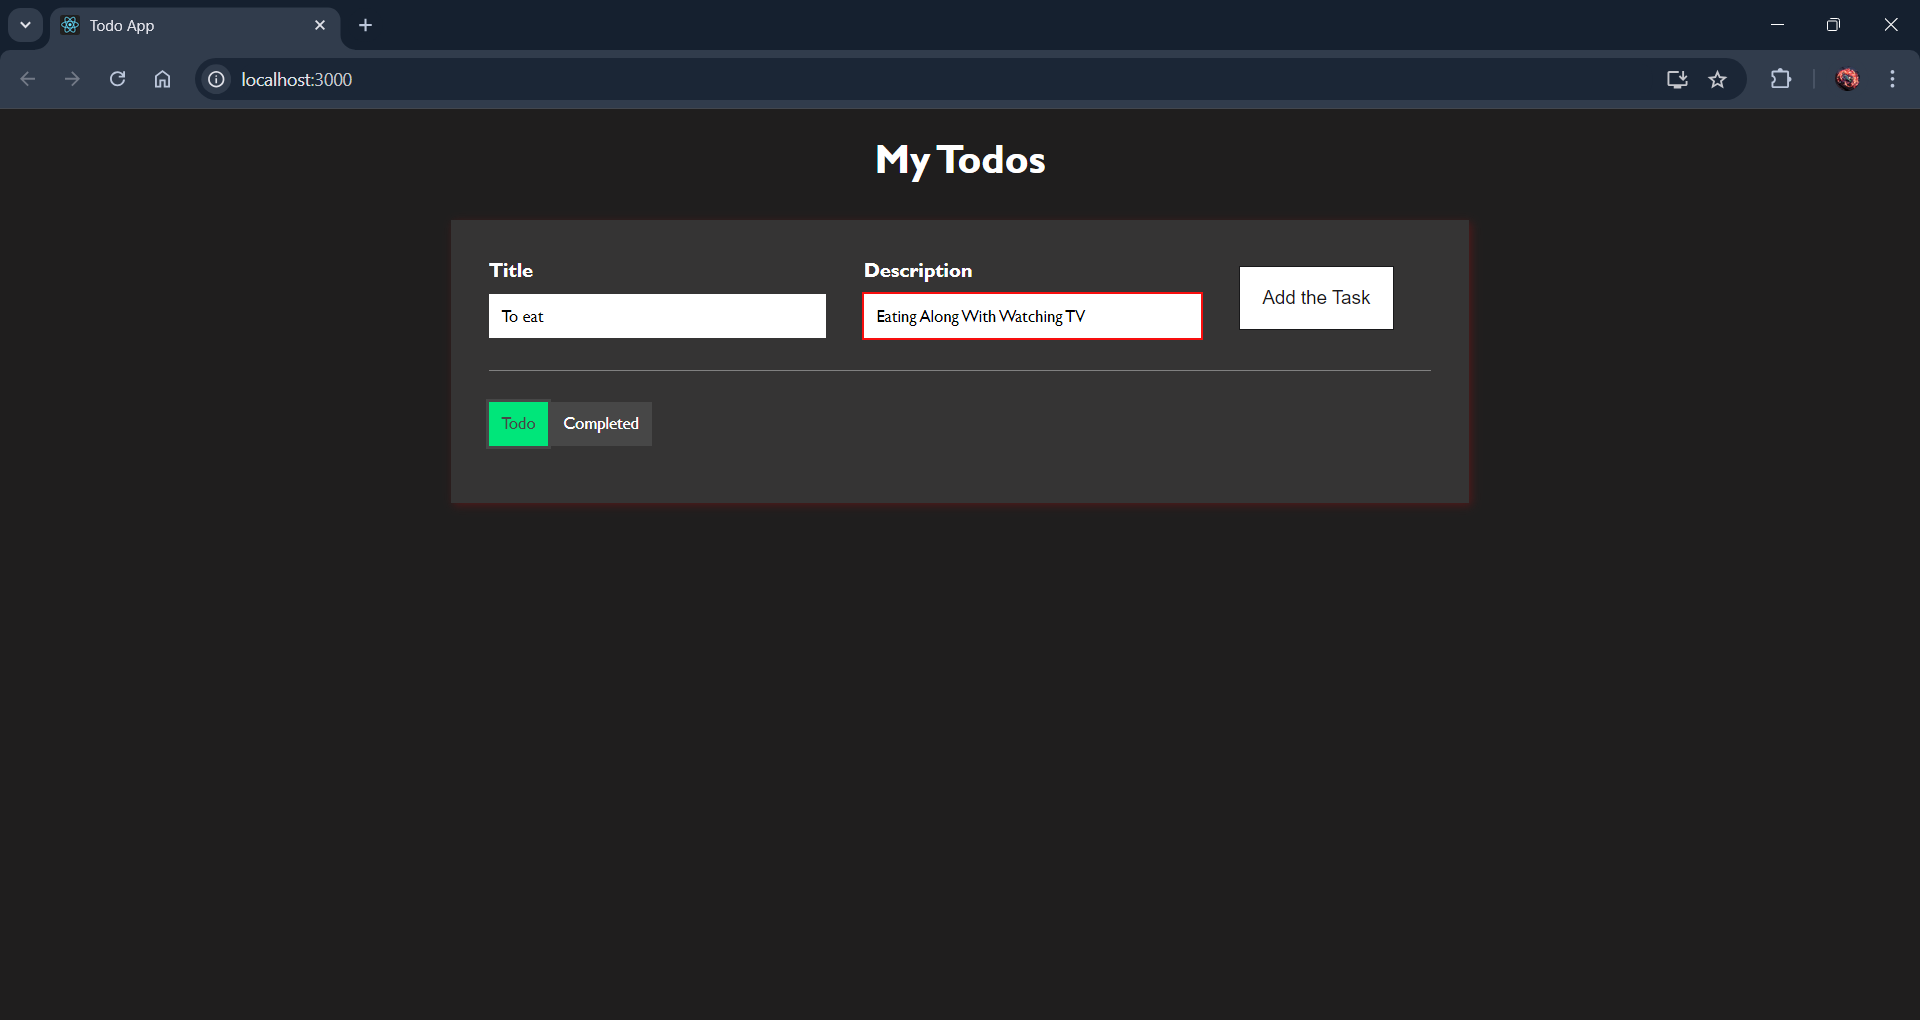 Todo App
localhost:3000
My Todos
Title
Description
To eat
Eating Along With Watching TV
Add the Task
Todo
Completed